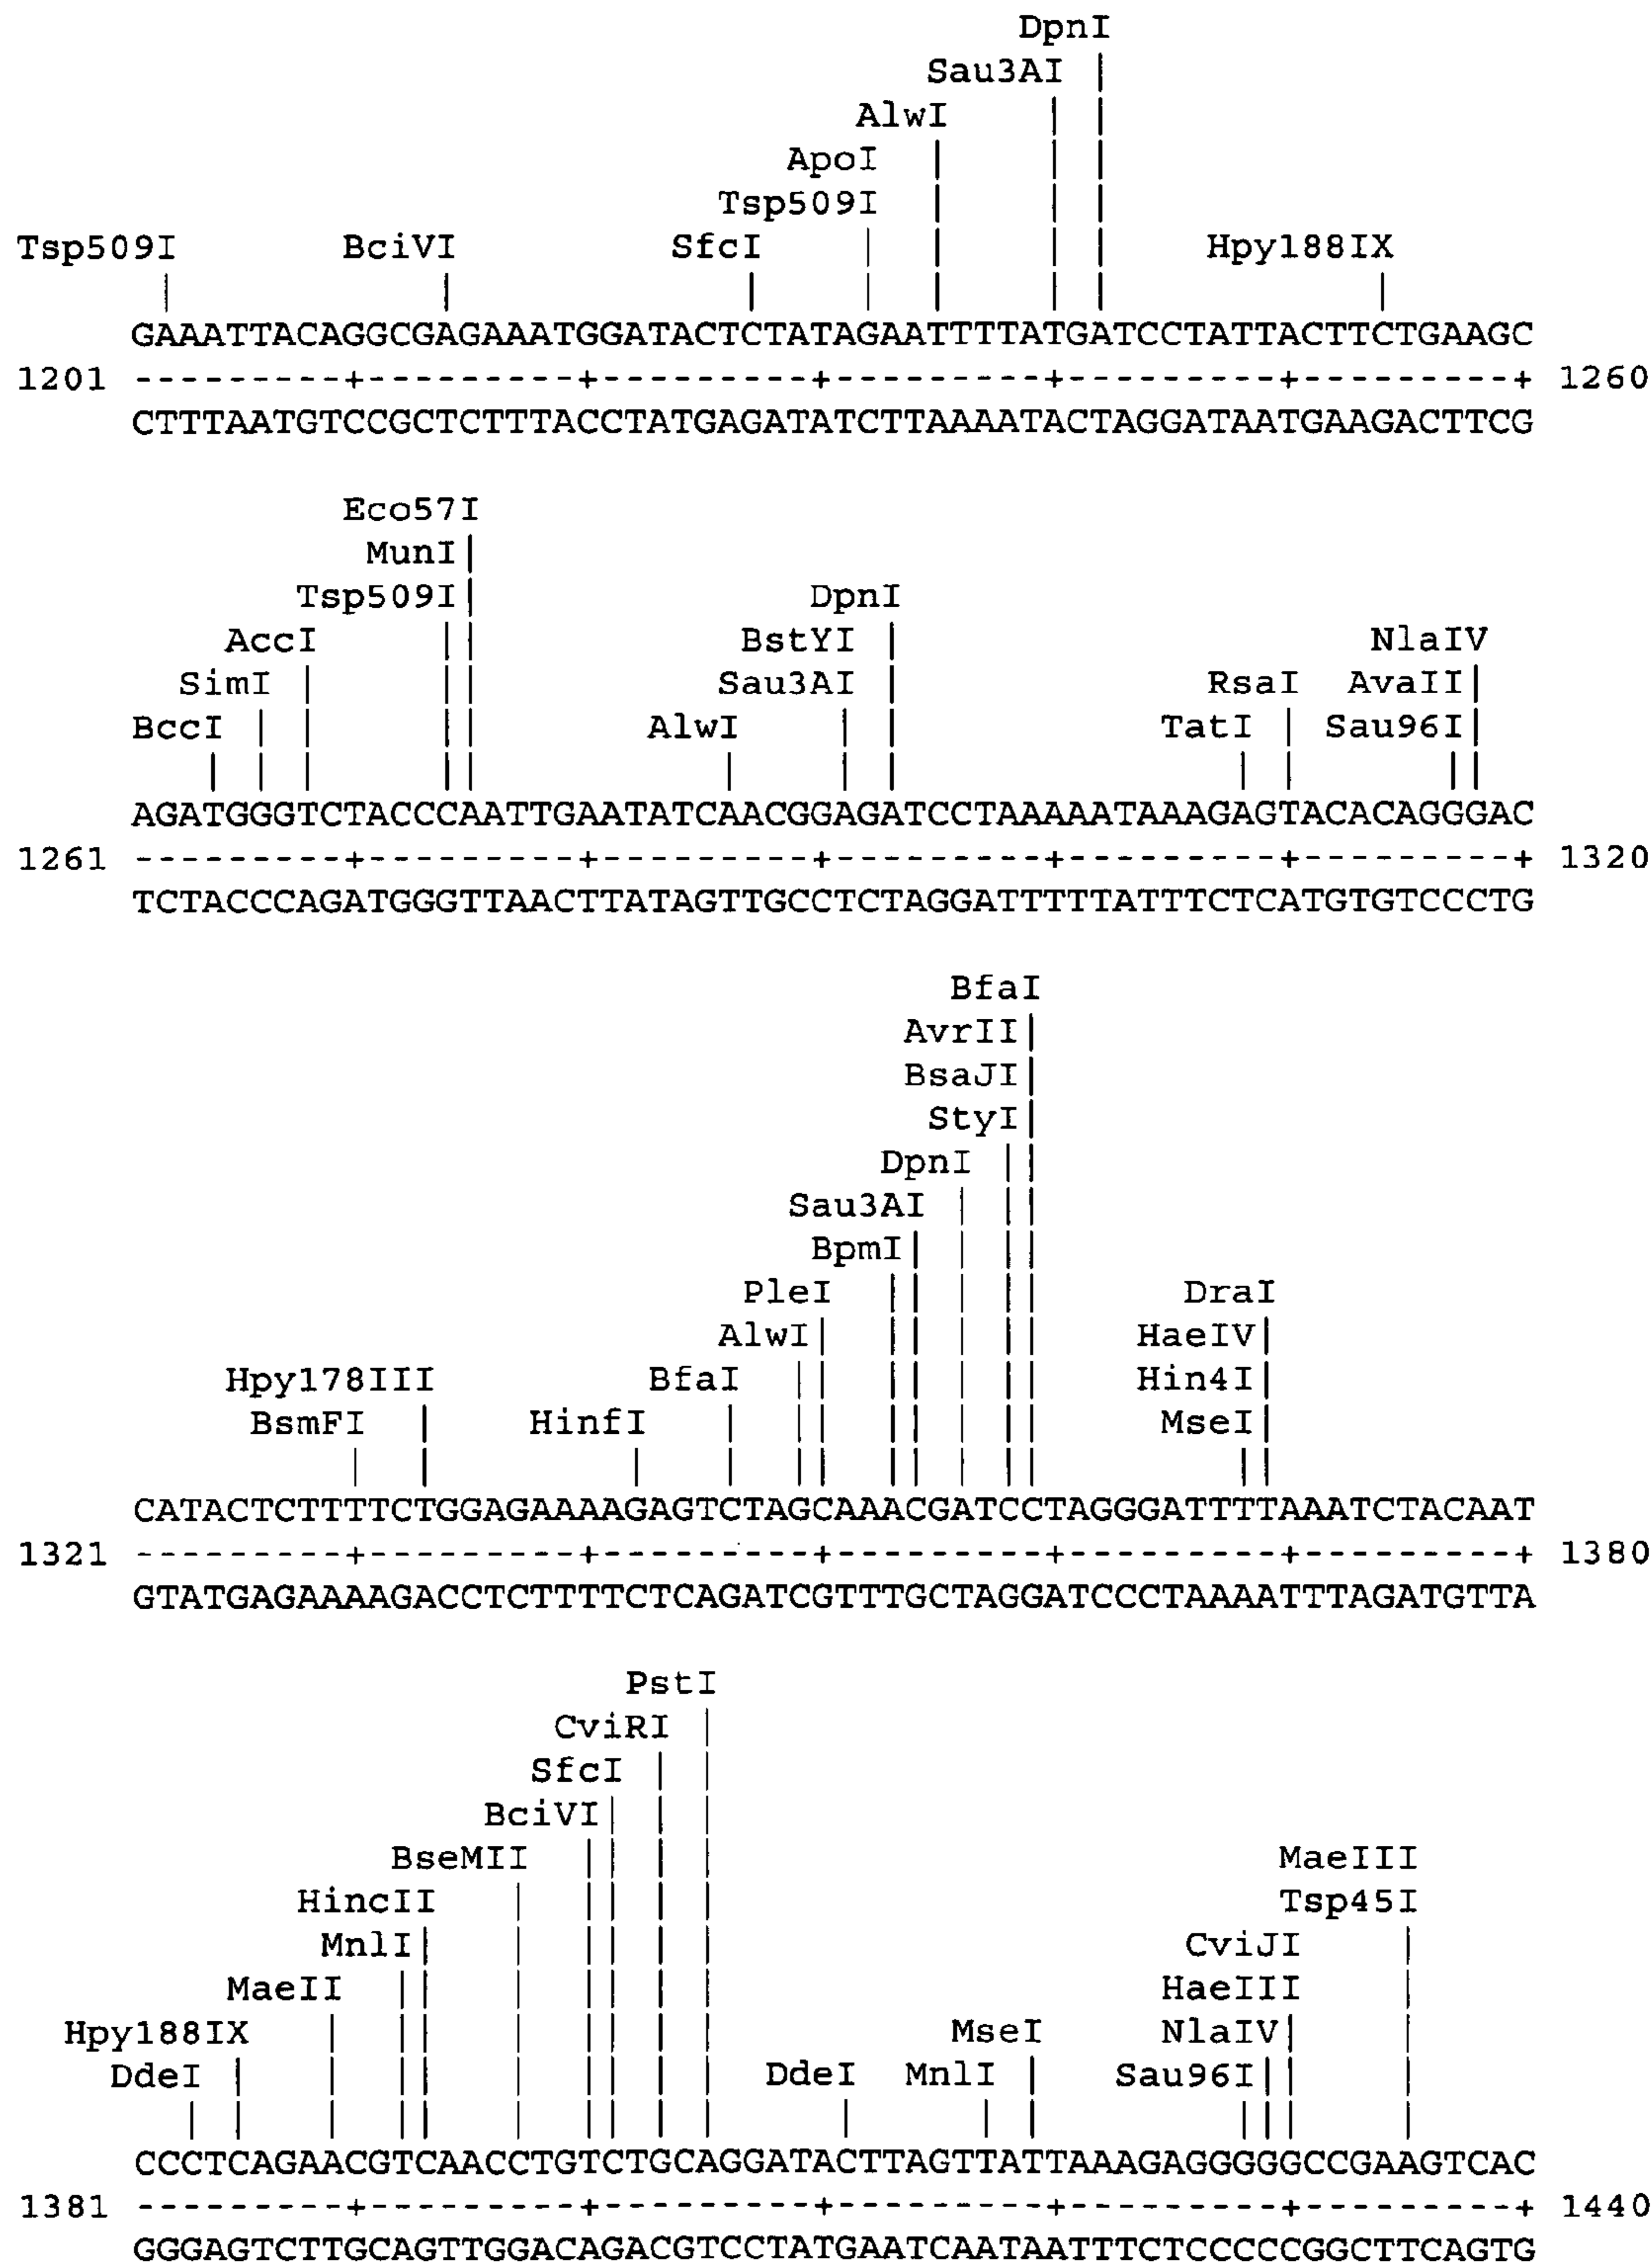 DpnI
Sau3AI
AlwI
ApoI
Tsp509I
Tsp509I BciVI SfcI Hpy188IX
GAAATTACAGGCGAGAAATGGATACTCTATAGAATTTTATGATCCTATTACTTCTGAAGC
1201 ---------+---------+---------+---------+---------+---------+ 1260
CTTTAATGTCCGCTCTTTACCTATGAGATATCTTAAAATACTAGGATAATGAAGACTTCG
Eco57I
MunI
Tsp509I DpnI
AccI BstYI NlaIV
SimI Sau3AI RsaI AvaII
BccI AlwI TatI Sau96I
AGATGGGTCTACCCAATTGAATATCAACGGAGATCCTAAAAATAAAGAGTACACAGGGAC
1261 ---------+---------+---------+---------+---------+---------+ 1320
TCTACCCAGATGGGTTAACTTATAGTTGCCTCTAGGATTTTTATTTCTCATGTGTCCCTG
BfaI
AvrII
BsaJI
StyI
DpnI
Sau3AI
BpmI
PleI DraI
AlwI HaeIV
Hpy178III BfaI Hin4I
BsmFI HinfI MseI
CATACTCTTTTCTGGAGAAAAGAGTCTAGCAAACGATCCTAGGGATTTTAAATCTACAAT
1321 ---------+---------+---------+---------+---------+---------+ 1380
GTATGAGAAAAGACCTCTTTTCTCAGATCGTTTGCTAGGATCCCTAAAATTTAGATGTTA
PstI
CviRI
SfcI
BciVI
BseMII MaeIII
HincII Tsp45I
MnlI CviJI
MaeII HaeIII
Hpy188IX MseI NlaIV
DdeI DdeI MnlI Sau96I
CCCTCAGAACGTCAACCTGTCTGCAGGATACTTAGTTATTAAAGAGGGGGCCGAAGTCAC
1381 ---------+---------+---------+---------+---------+---------+ 1440
GGGAGTCTTGCAGTTGGACAGACGTCCTATGAATCAATAATTTCTCCCCCGGCTTCAGTG